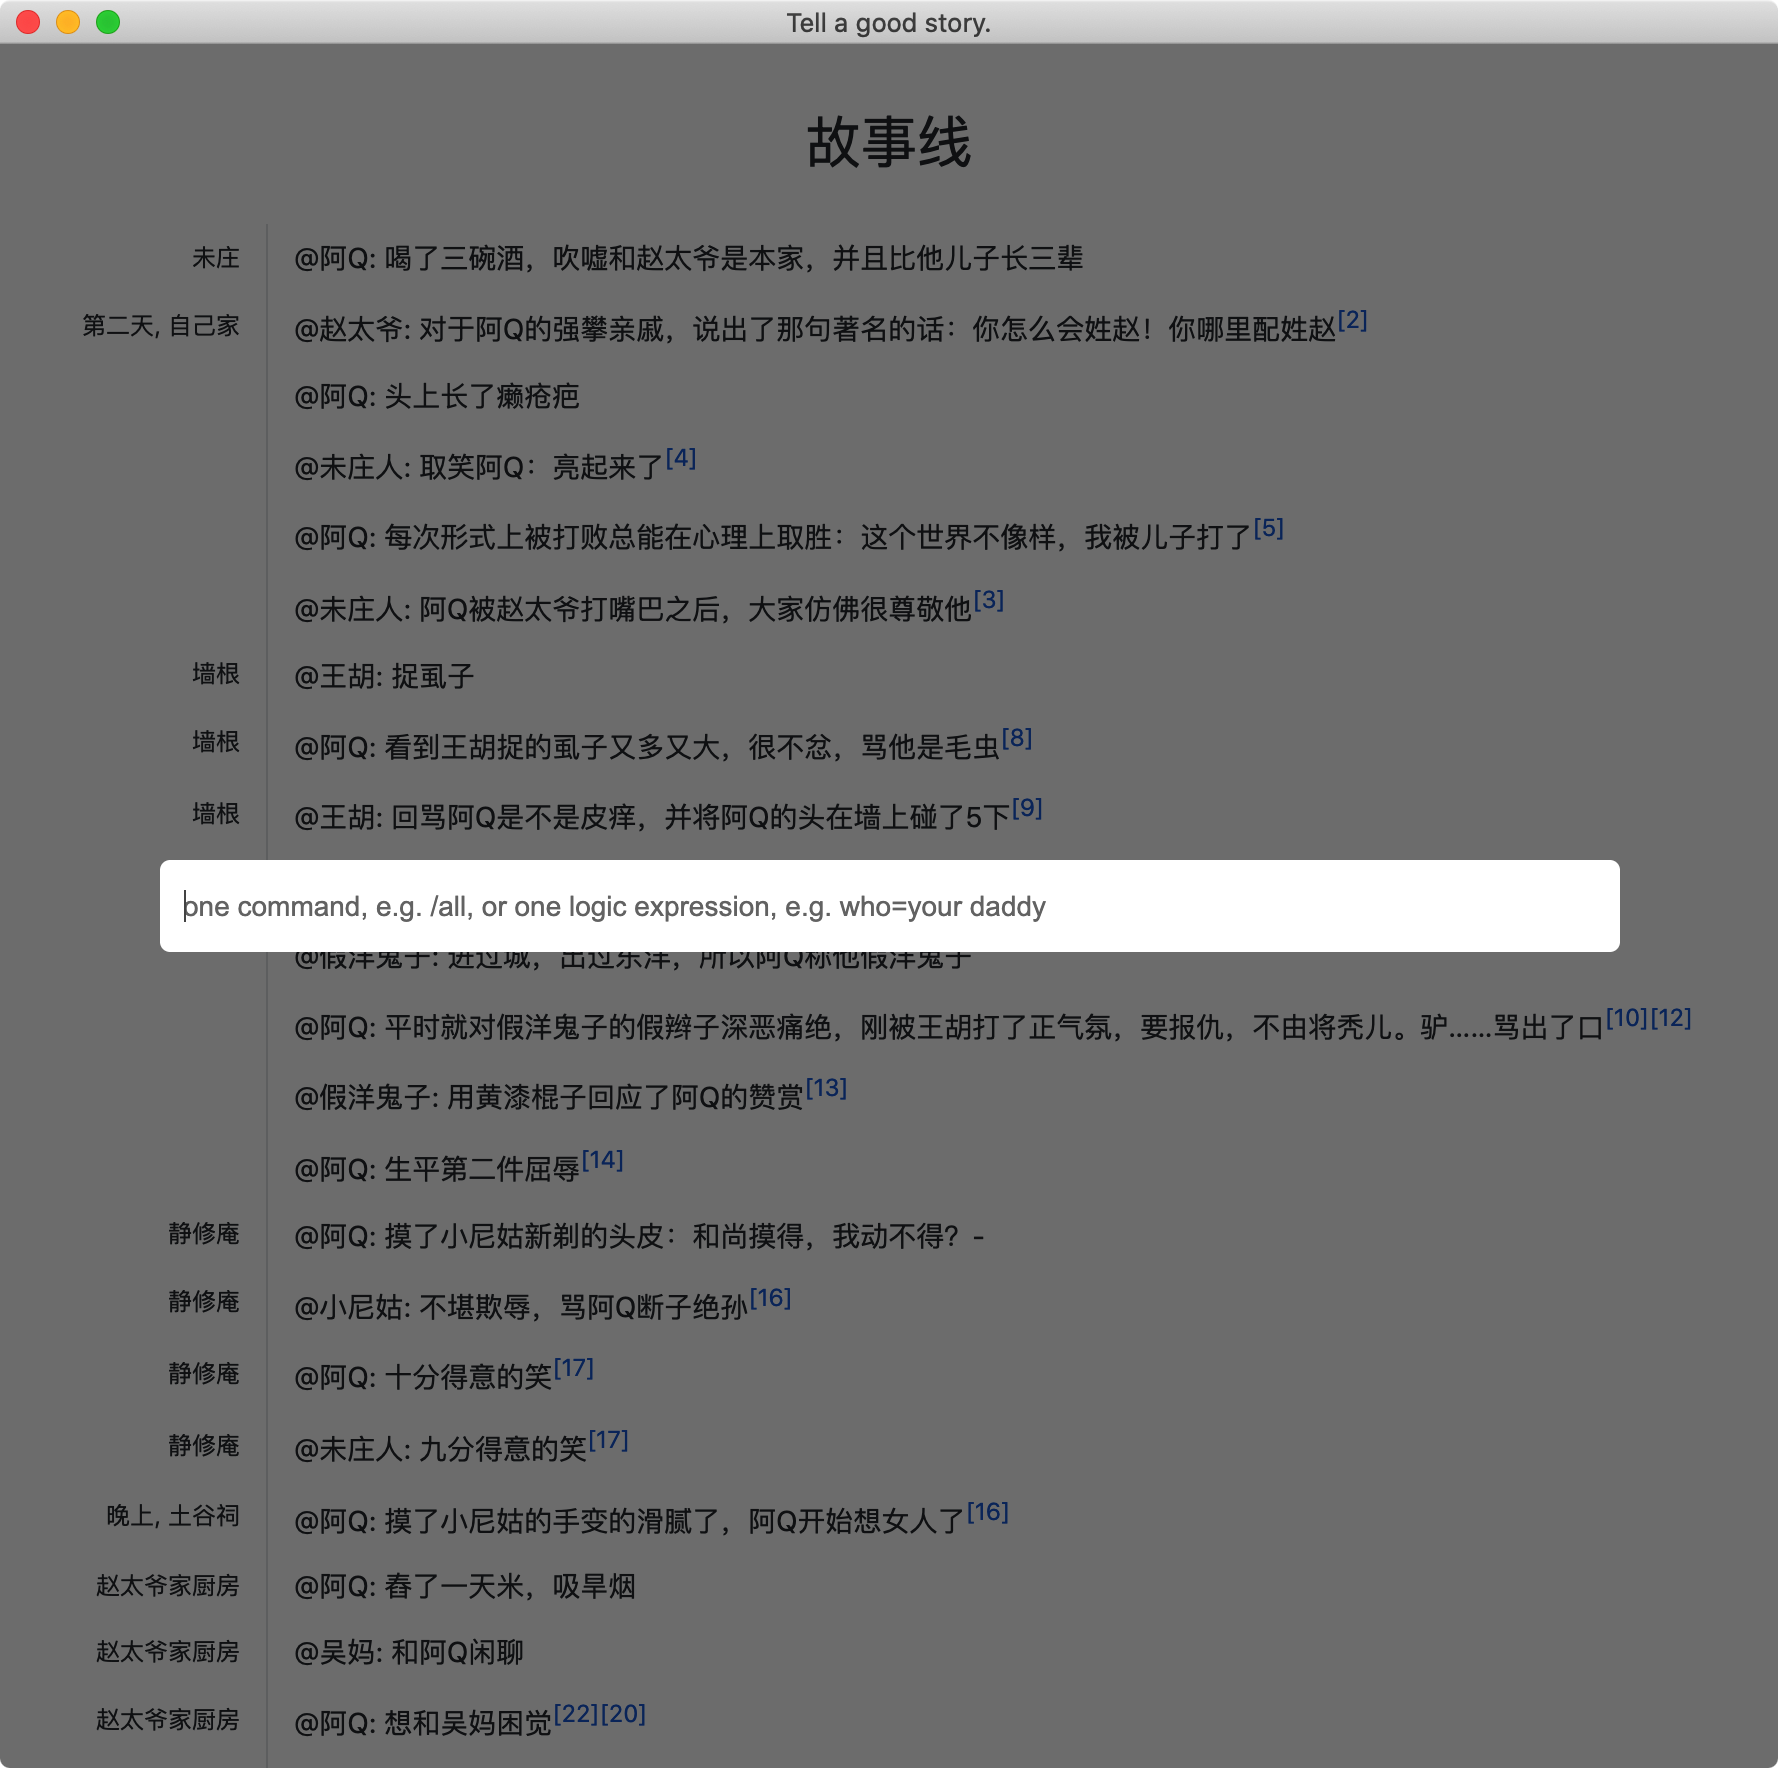 Tell a good story.
故事线
未庄 @阿Q: 喝了三碗酒，吹嘘和赵太爷是本家，并且比他儿子长三辈
第二天, 自己家 @赵太爷: 对于阿Q的强攀亲戚，说出了那句著名的话：你怎么会姓赵！你哪里配姓赵[2]
@阿Q: 头上长了癞疮疤
@未庄人: 取笑阿Q：亮起来了[4]
@阿Q: 每次形式上被打败总能在心理上取胜：这个世界不像样，我被儿子打了[5]
@未庄人: 阿Q被赵太爷打嘴巴之后，大家仿佛很尊敬他[3]
墙根 @王胡: 捉虱子
墙根 @阿Q: 看到王胡捉的虱子又多又大，很不忿，骂他是毛虫[8]
墙根 @王胡: 回骂阿Q是不是皮痒，并将阿Q的头在墙上碰了5下[9]
one command, e.g. /all, or one logic expression, e.g. who=your daddy
@假洋鬼子: 进过城，出过东洋，所以阿Q称他假洋鬼子
@阿Q: 平时就对假洋鬼子的假辫子深恶痛绝，刚被王胡打了正气氛，要报仇，不由将秃儿。驴……骂出了口[10][12]
@假洋鬼子: 用黄漆棍子回应了阿Q的赞赏[13]
@阿Q: 生平第二件屈辱[14]
静修庵 @阿Q: 摸了小尼姑新剃的头皮：和尚摸得，我动不得？-
静修庵 @小尼姑: 不堪欺辱，骂阿Q断子绝孙[16]
静修庵 @阿Q: 十分得意的笑[17]
静修庵 @未庄人: 九分得意的笑[17]
晚上, 土谷祠 @阿Q: 摸了小尼姑的手变的滑腻了，阿Q开始想女人了[16]
赵太爷家厨房 @阿Q: 舂了一天米，吸旱烟
赵太爷家厨房 @吴妈: 和阿Q闲聊
赵太爷家厨房 @阿Q: 想和吴妈困觉[22][20]